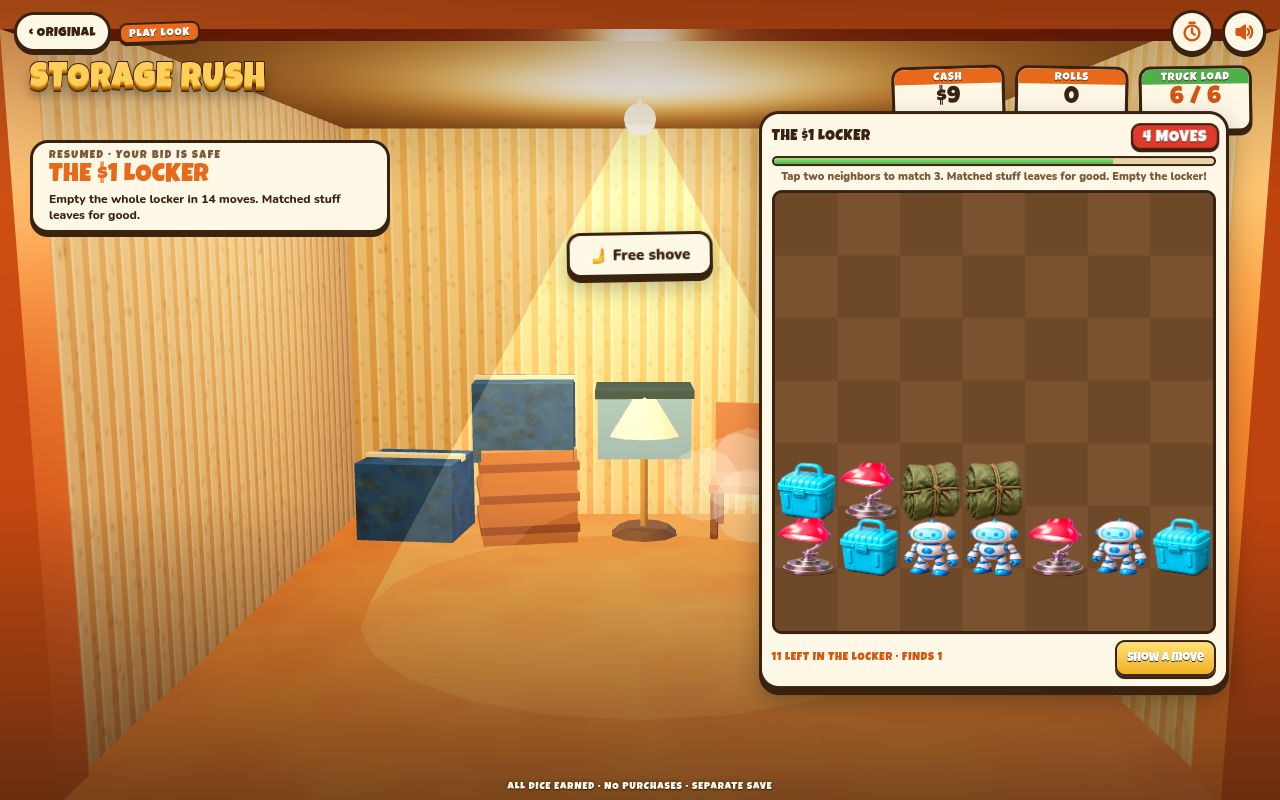 ‹ ORIGINAL
PLAY LOOK
STORAGE RUSH
CASH
$9
ROLLS
0
TRUCK LOAD
6 / 6
RESUMED · YOUR BID IS SAFE
THE $1 LOCKER
Empty the whole locker in 14 moves. Matched stuff
leaves for good.
Free shove
THE $1 LOCKER
4 MOVES
Tap two neighbors to match 3. Matched stuff leaves for good. Empty the locker!
11 LEFT IN THE LOCKER · FINDS 1
SHOW A MOVE
ALL DICE EARNED · NO PURCHASES · SEPARATE SAVE